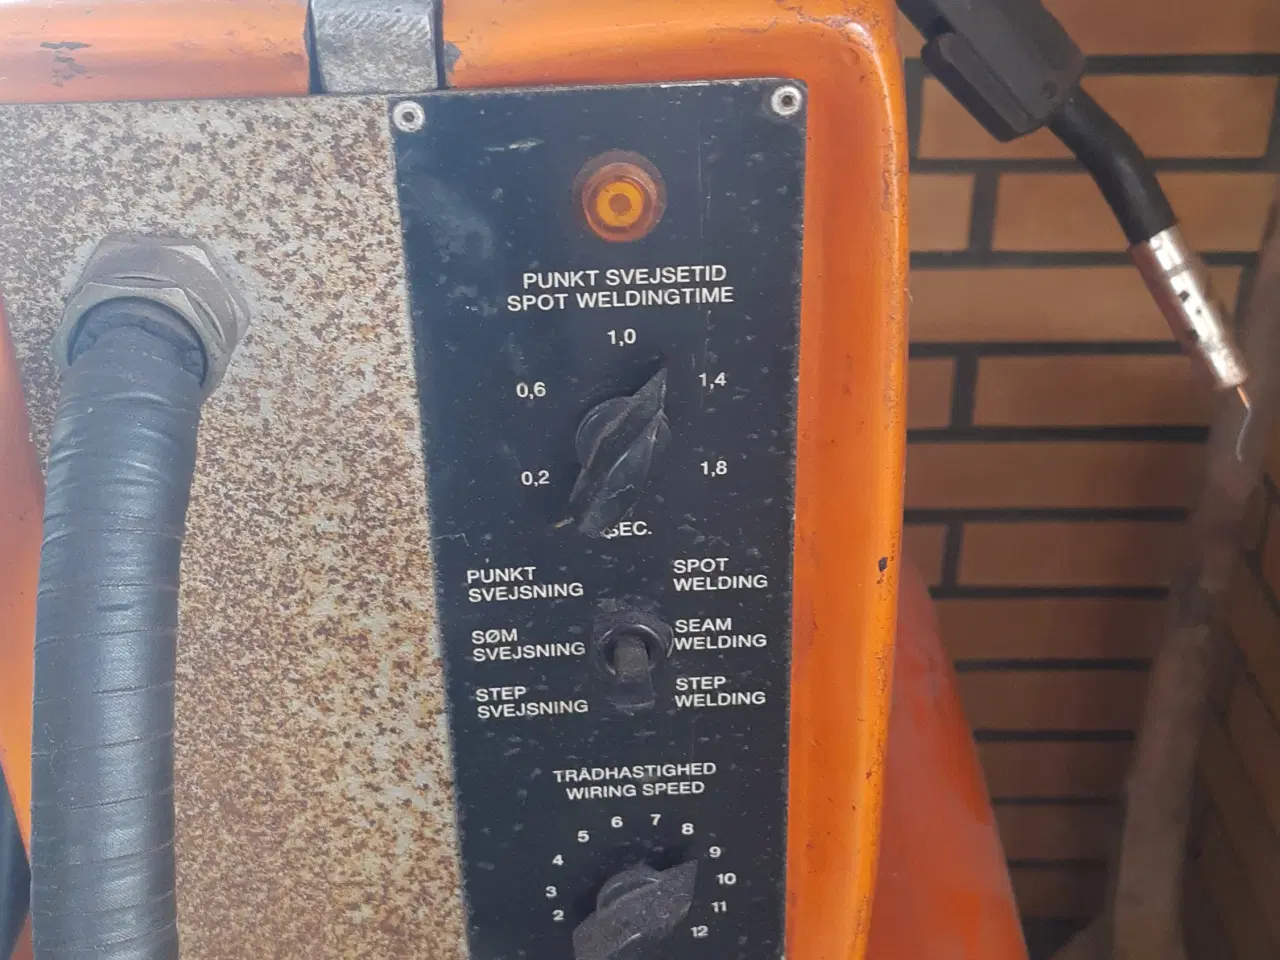 PUNKT SVEJSETID
SPOT WELDINGTIME
1,0
0,6
1,4
0,2
1,8
SEC.
PUNKT
SVEJSNING
SPOT
WELDING
SØM
SVEJSNING
SEAM
WELDING
STEP
SVEJSNING
STEP
WELDING
TRÅDHASTIGHED
WIRING SPEED
2
3
4
5
6
7
8
9
10
11
12